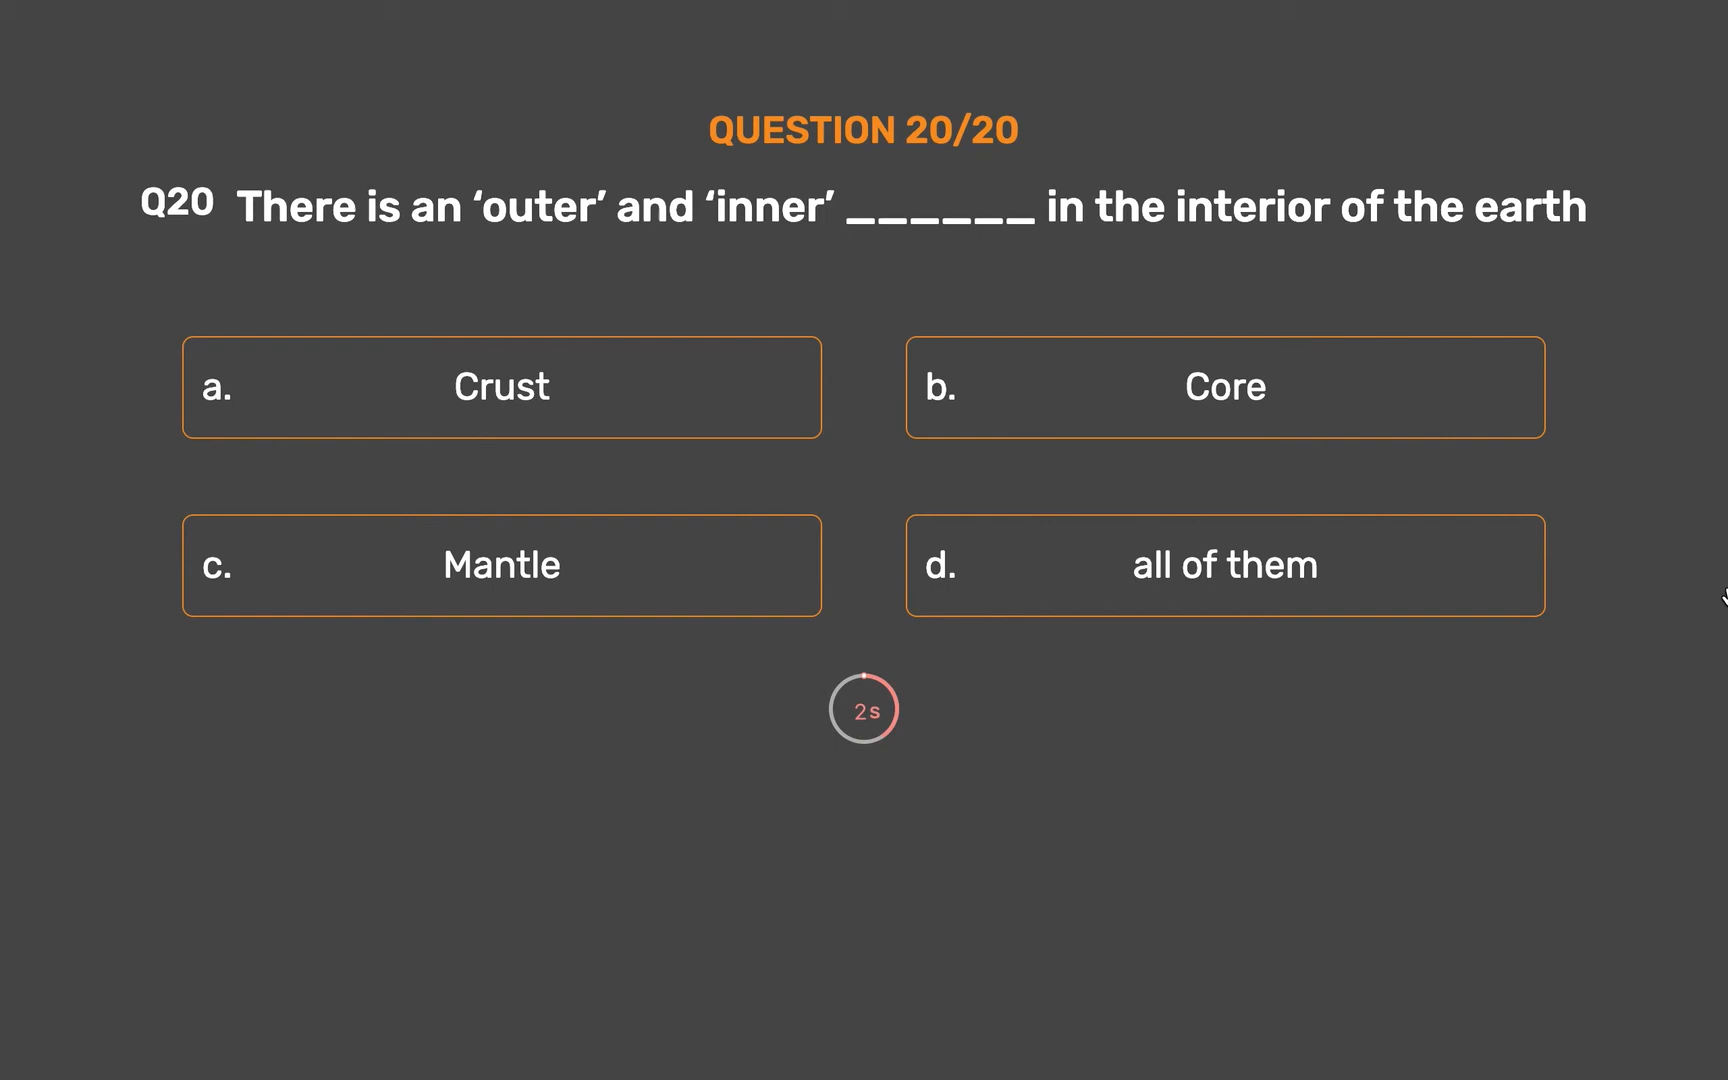 QUESTION 20/20
Q20 There is an ‘outer’ and ‘inner’ ______ in the interior of the earth
a. Crust
b. Core
c. Mantle
d. all of them
2s